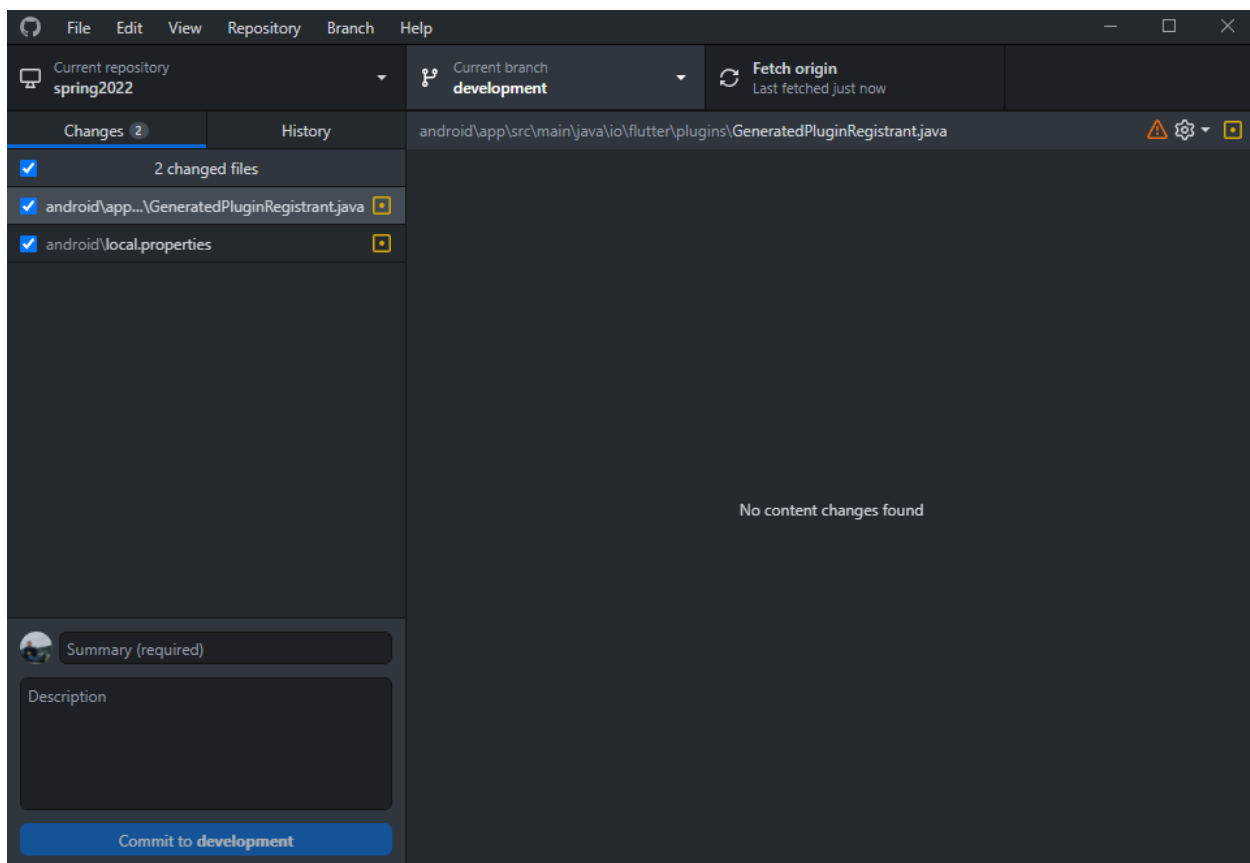 File Edit View Repository Branch Help
Current repository
spring2022
Current branch
development
Fetch origin
Last fetched just now
Changes 2 History
android\app\src\main\java\io\flutter\plugins\GeneratedPluginRegistrant.java
2 changed files
android\app...\GeneratedPluginRegistrant.java
android\local.properties
No content changes found
Summary (required)
Description
Commit to development